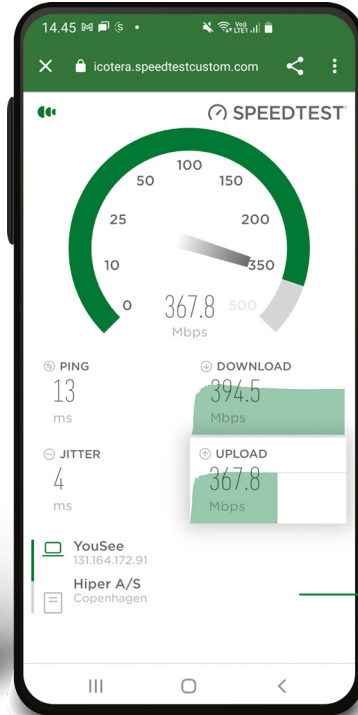 14.45
Vo))
LTE1
icotera.speedtestcustom.com
SPEEDTEST
100
50
150
25
200
10
350
0
367.8
500
Mbps
PING
DOWNLOAD
13
394.5
ms
Mbps
JITTER
UPLOAD
4
367.8
ms
Mbps
YouSee
131.164.172.91
Hiper A/S
Copenhagen